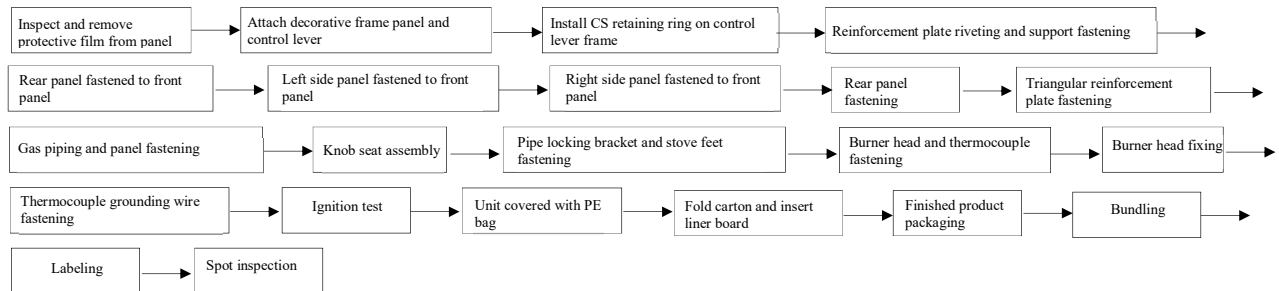 Inspect and remove
protective film from panel
Attach decorative frame panel and
control lever
Install CS retaining ring on control
lever frame
Reinforcement plate riveting and support fastening
Rear panel fastened to front
panel
Left side panel fastened to front
panel
Right side panel fastened to front
panel
Rear panel
fastening
Triangular reinforcement
plate fastening
Gas piping and panel fastening
Knob seat assembly
Pipe locking bracket and stove feet
fastening
Burner head and thermocouple
fastening
Burner head fixing
Thermocouple grounding wire
fastening
Ignition test
Unit covered with PE
bag
Fold carton and insert
liner board
Finished product
packaging
Bundling
Labeling
Spot inspection